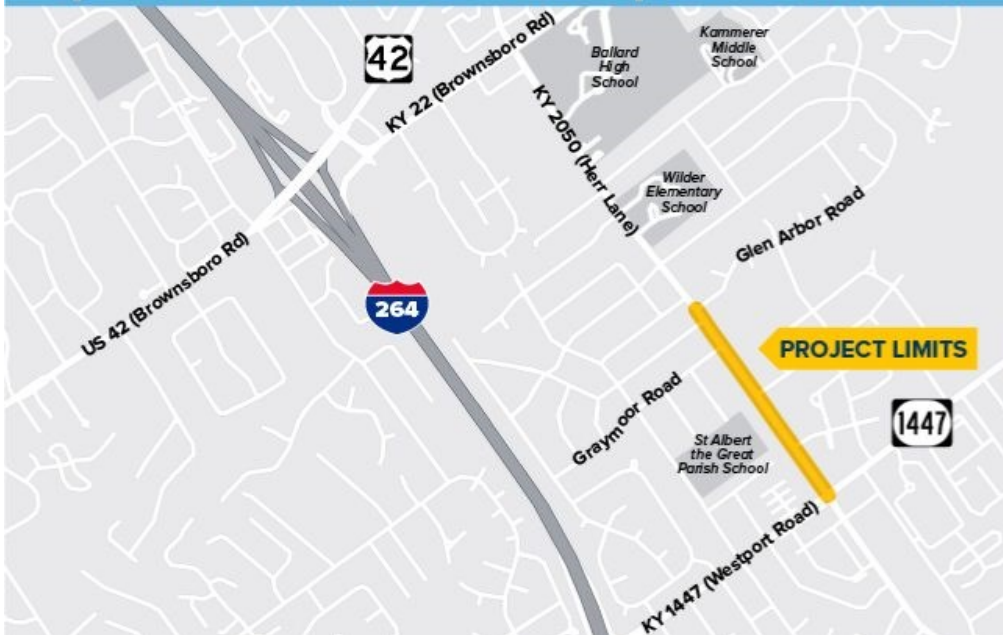 42
KY 22 (Brownsboro Rd)
Ballard
High
School
Kammerer
Middle
School
KY 2050 (Herr Lane)
Wilder
Elementary
School
Glen Arbor Road
US 42 (Brownsboro Rd)
264
PROJECT LIMITS
Graymoor Road
1447
St Albert
the Great
Parish School
KY 1447 (Westport Road)